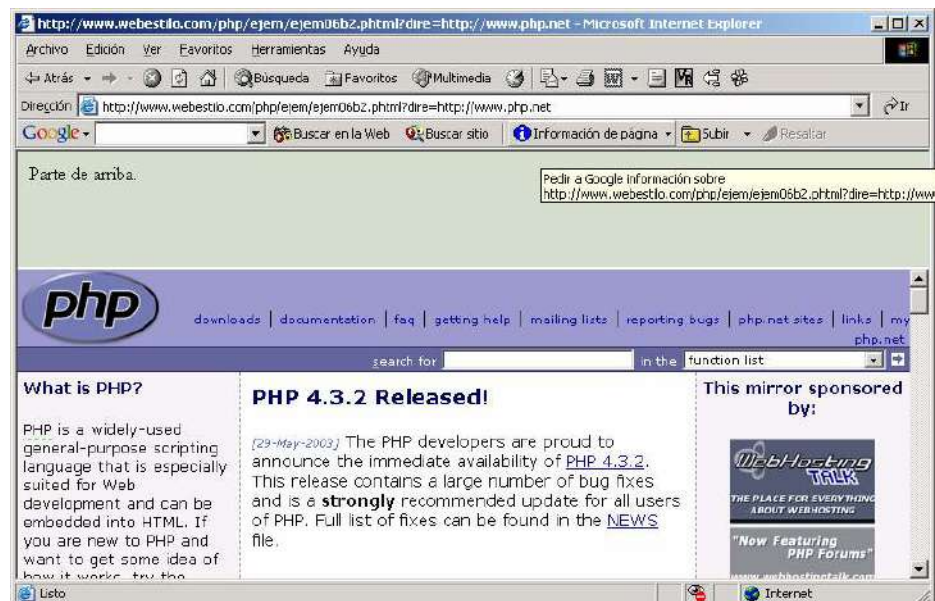 http://www.webestilo.com/php/ejem/ejem06b2.phtml?dire=http://www.php.net - Microsoft Internet Explorer
Archivo Edición Ver Favoritos Herramientas Ayuda
Atrás Búsqueda Favoritos Multimedia
Dirección http://www.webestilo.com/php/ejem/ejem06b2.phtml?dire=http://www.php.net Ir
Google Buscar en la Web Buscar sitio Información de página Subir Resaltar
Parte de arriba.
Pedir a Google información sobre
http://www.webestilo.com/php/ejem/ejem06b2.phtml?dire=http://www
php
downloads | documentation | faq | getting help | mailing lists | reporting bugs | php.net sites | links | my
php.net
search for in the function list
What is PHP?
PHP is a widely-used
general-purpose scripting
language that is especially
suited for Web
development and can be
embedded into HTML. If
you are new to PHP and
want to get some idea of
how it works, try the
PHP 4.3.2 Released!
[29-May-2003] The PHP developers are proud to
announce the immediate availability of PHP 4.3.2.
This release contains a large number of bug fixes
and is a strongly recommended update for all users
of PHP. Full list of fixes can be found in the NEWS
file.
This mirror sponsored
by:
WebHosting
TALK
THE PLACE FOR EVERYTHING
ABOUT WEBHOSTING
"Now Featuring
PHP Forums"
www.webhostingtalk.com
Listo Internet